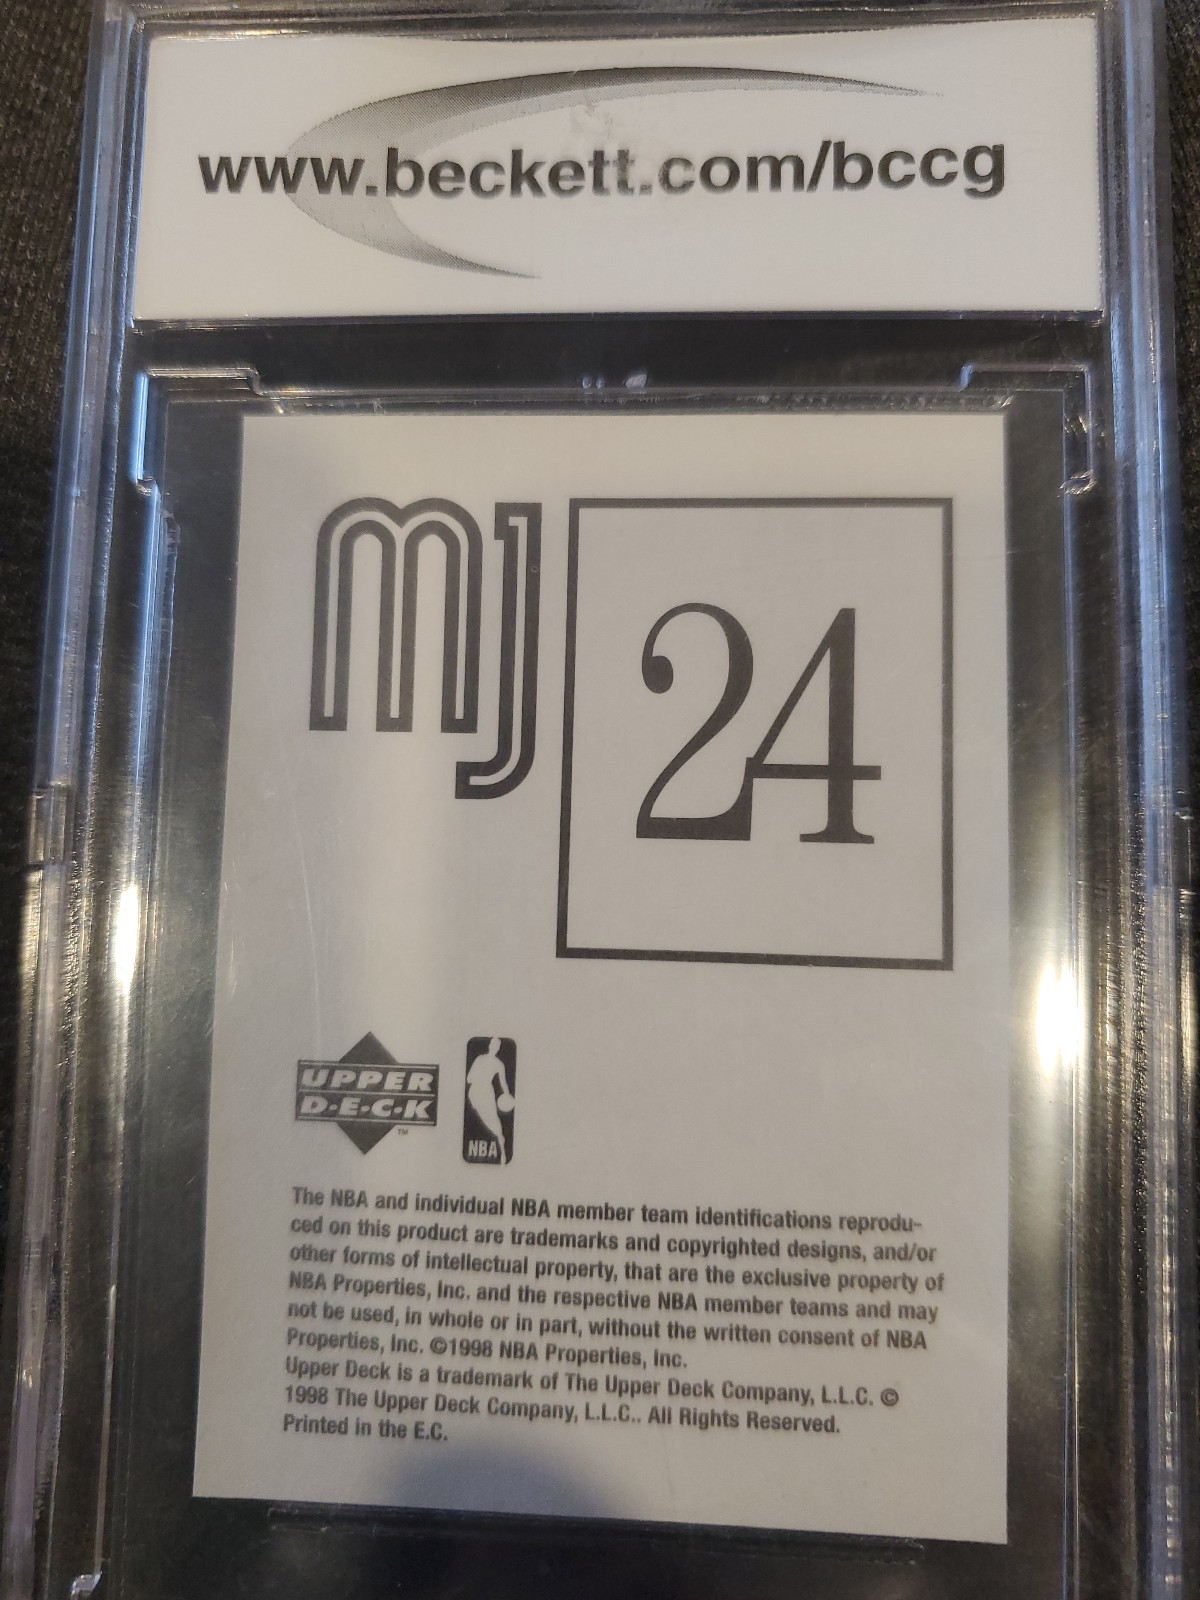 www.beckett.com/bccg
MJ
24
UPPER
D·E·C·K
TM
NBA
The NBA and individual NBA member team identifications reprodu-
ced on this product are trademarks and copyrighted designs, and/or
other forms of intellectual property, that are the exclusive property of
NBA Properties, Inc. and the respective NBA member teams and may
not be used, in whole or in part, without the written consent of NBA
Properties, Inc. ©1998 NBA Properties, Inc.
Upper Deck is a trademark of The Upper Deck Company, L.L.C. ©
1998 The Upper Deck Company, L.L.C.. All Rights Reserved.
Printed in the E.C.